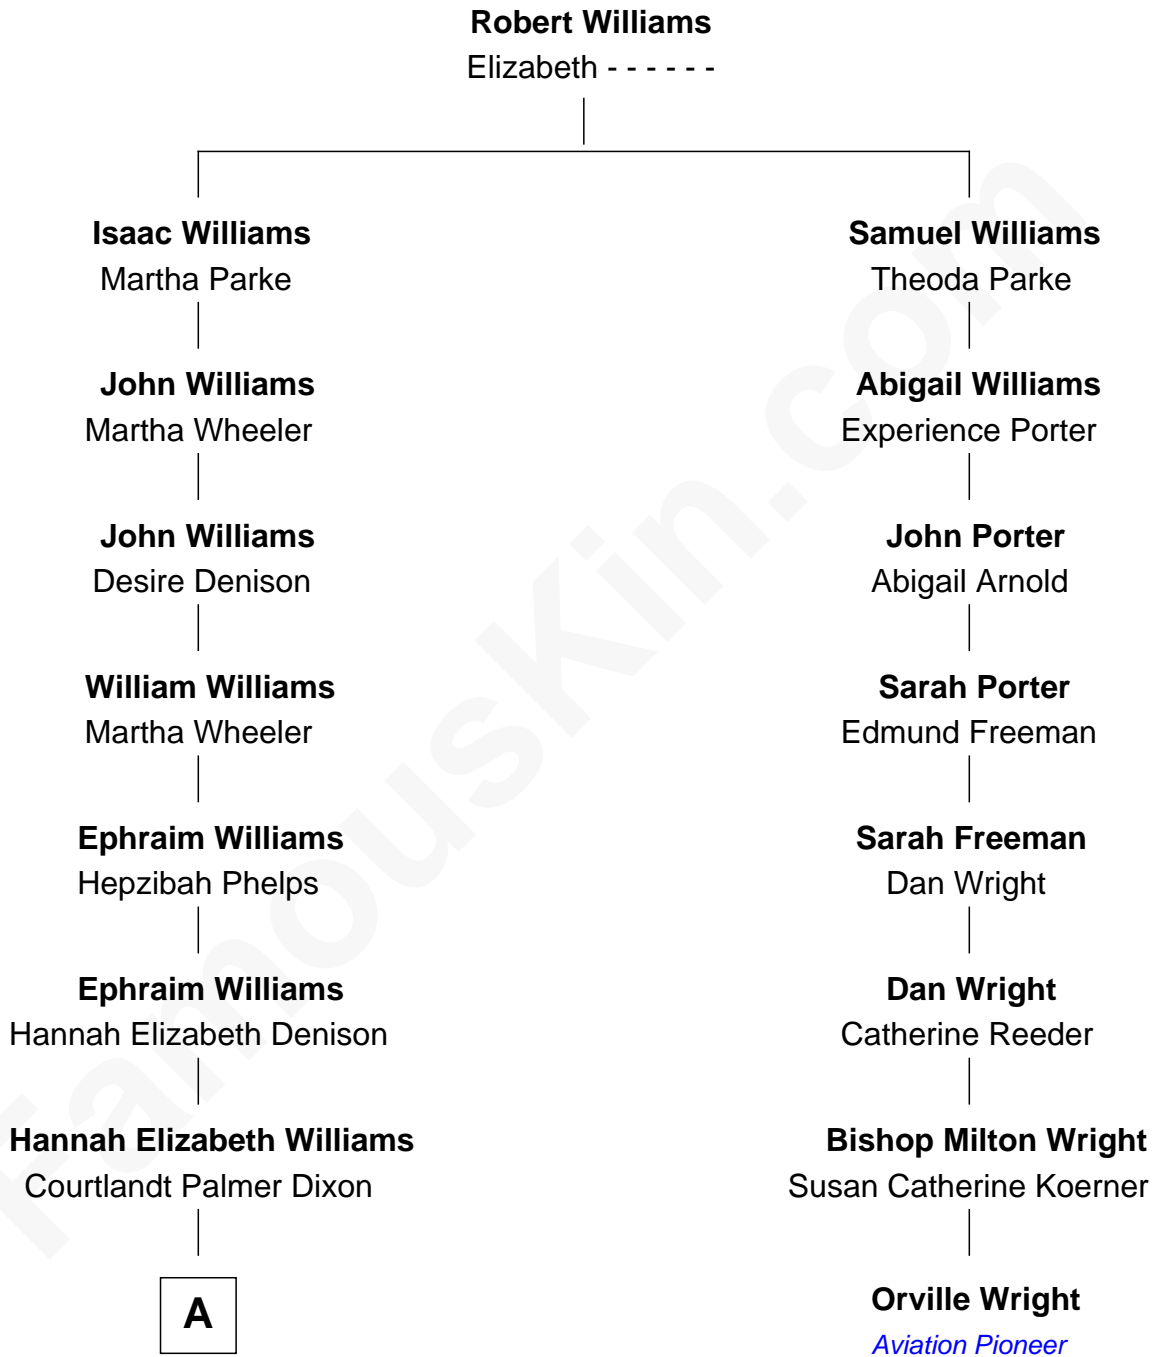 Robert Williams
Elizabeth - - - - - -
Isaac Williams
Martha Parke
Samuel Williams
Theoda Parke
John Williams
Martha Wheeler
Abigail Williams
Experience Porter
John Williams
Desire Denison
John Porter
Abigail Arnold
William Williams
Martha Wheeler
Sarah Porter
Edmund Freeman
Ephraim Williams
Hepzibah Phelps
Sarah Freeman
Dan Wright
Ephraim Williams
Hannah Elizabeth Denison
Dan Wright
Catherine Reeder
Hannah Elizabeth Williams
Courtlandt Palmer Dixon
Bishop Milton Wright
Susan Catherine Koerner
A
Orville Wright
Aviation Pioneer
FamousKin.com